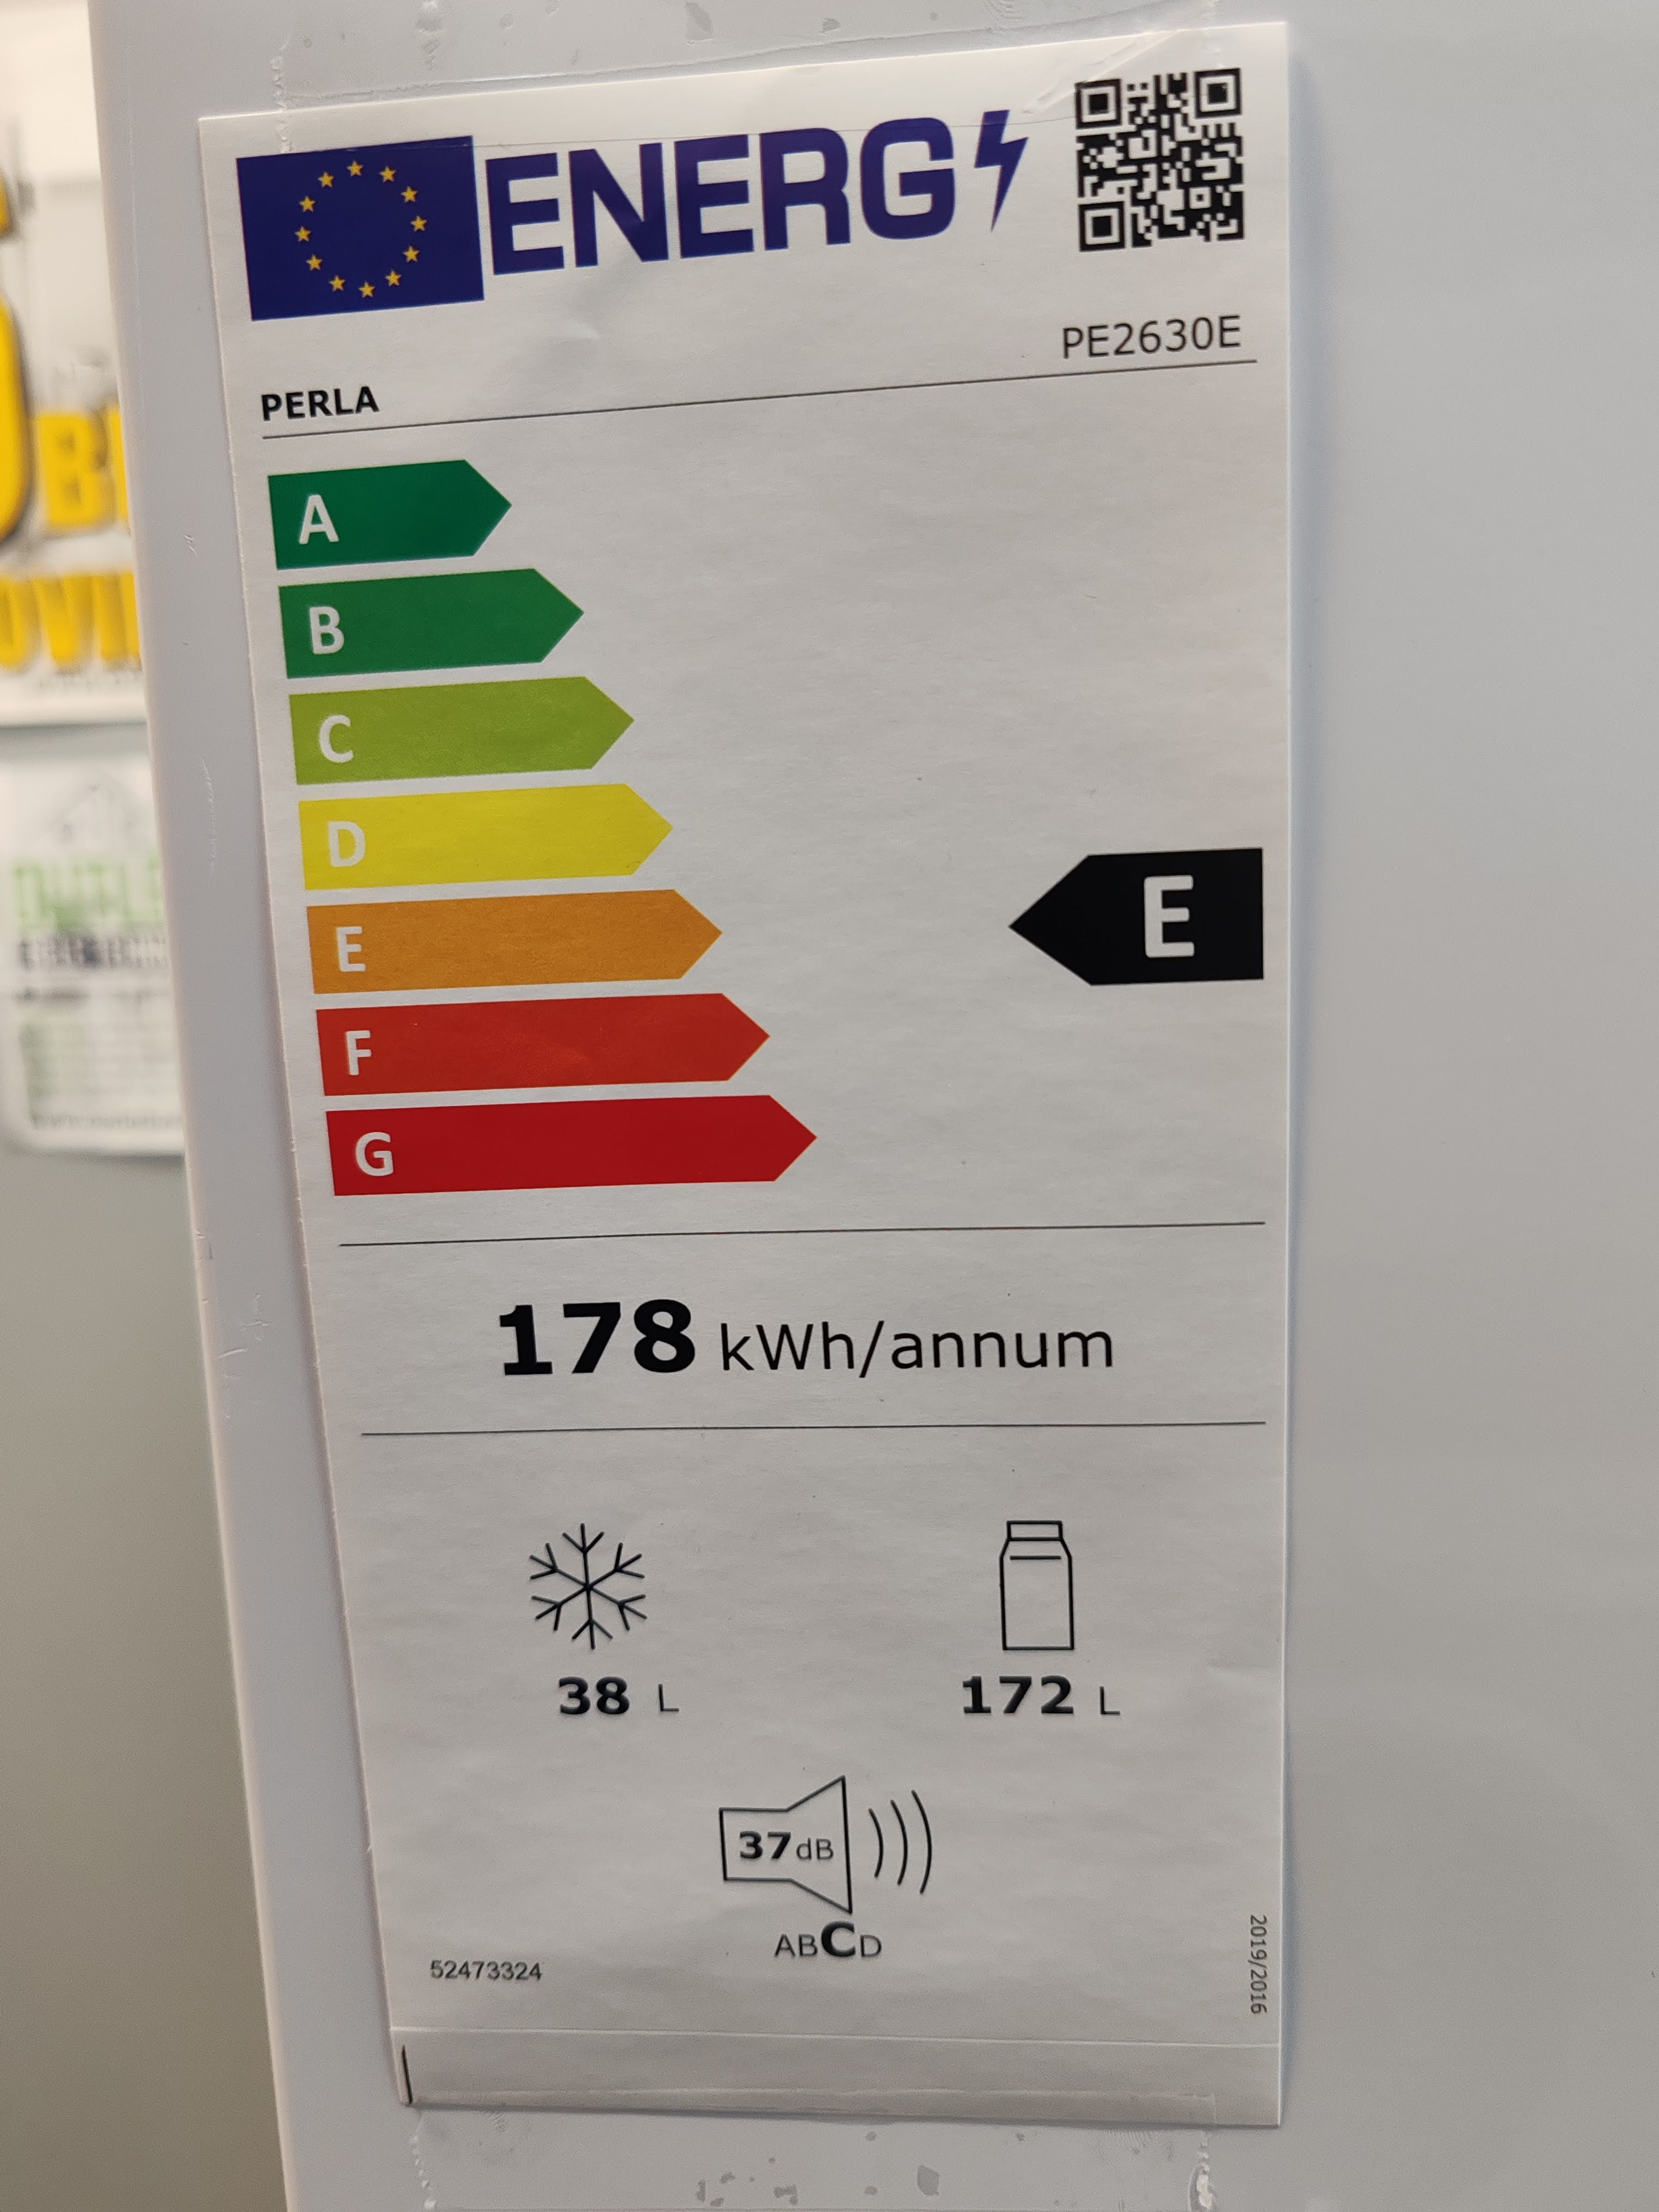 ENERG
PE2630E
PERLA
A
B
C
D
E
E
F
G
178 kWh/annum
38 L
172 L
37dB
ABCD
52473324
2019/2016